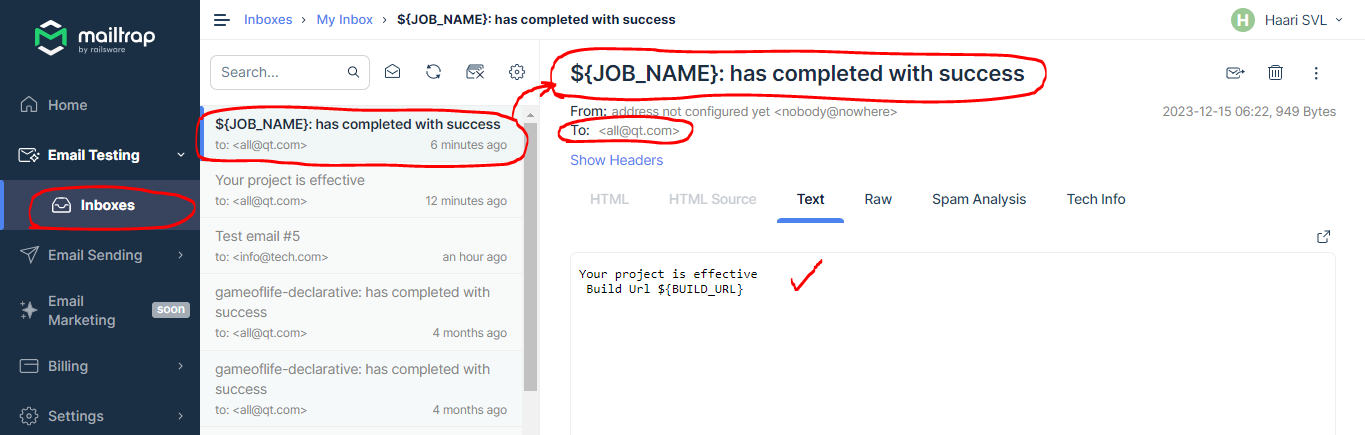 mailtrap
by railsware
Home
Email Testing
Inboxes
Email Sending
Email
Marketing
soon
Billing
Settings
Inboxes › My Inbox › ${JOB_NAME}: has completed with success
H Haari SVL
Search...
${JOB_NAME}: has completed with success
to: <all@qt.com> 6 minutes ago
Your project is effective
to: <all@qt.com> 12 minutes ago
Test email #5
to: <info@tech.com> an hour ago
gameoflife-declarative: has completed with
success
to: <all@qt.com> 4 months ago
gameoflife-declarative: has completed with
success
to: <all@qt.com> 4 months ago
${JOB_NAME}: has completed with success
From: address not configured yet <nobody@nowhere> 2023-12-15 06:22, 949 Bytes
To: <all@qt.com>
Show Headers
HTML HTML Source Text Raw Spam Analysis Tech Info
Your project is effective
Build Url ${BUILD_URL}